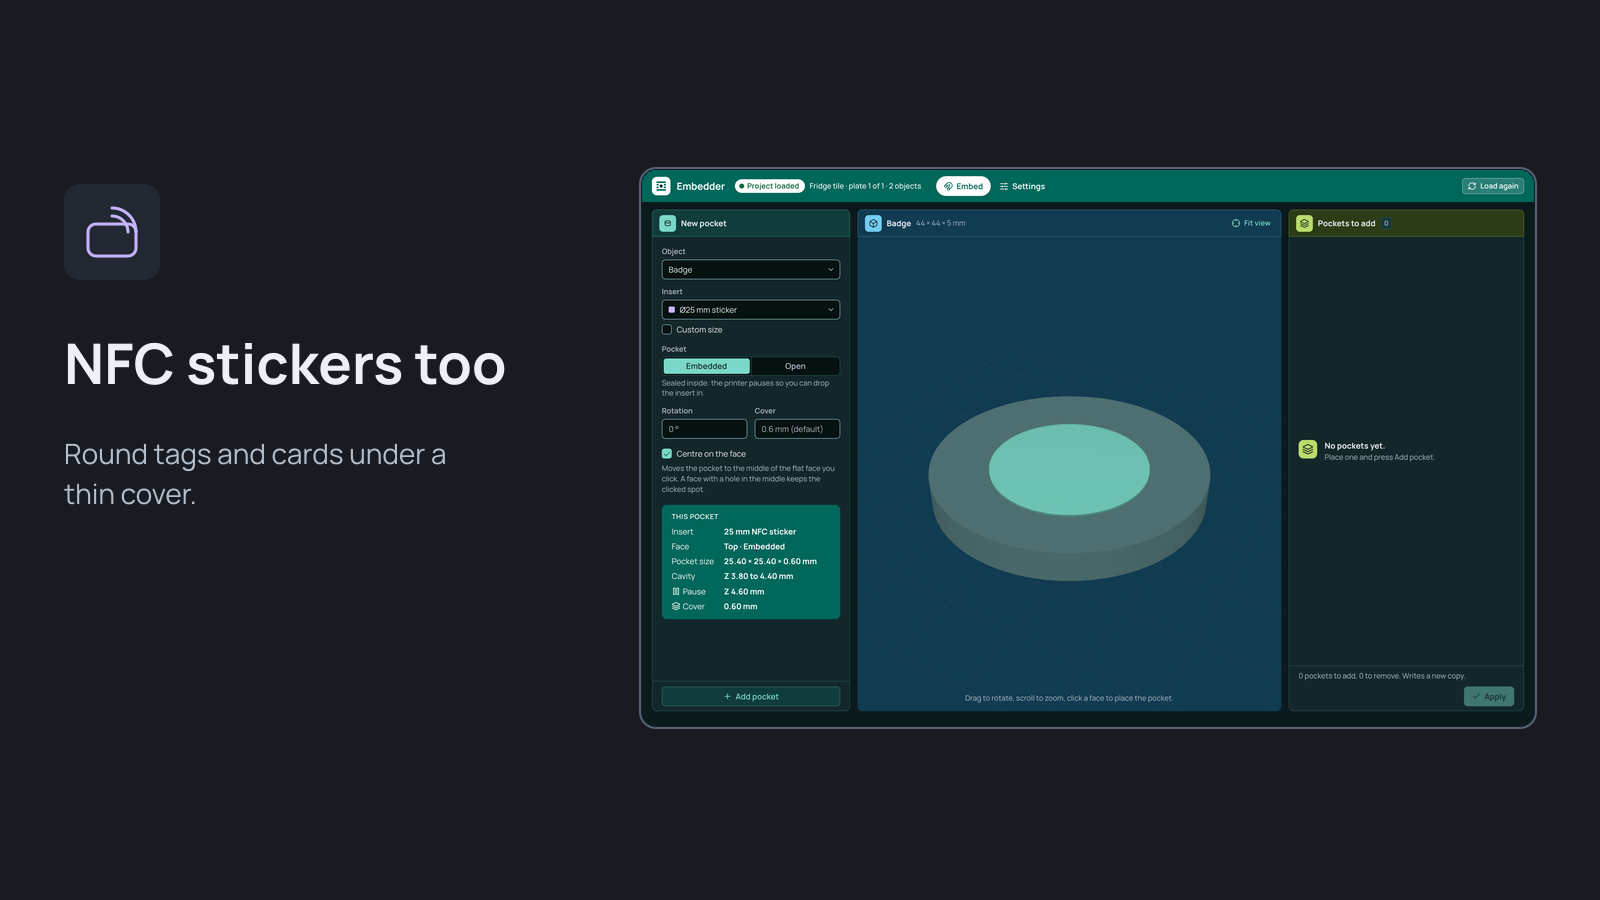 NFC stickers too
Round tags and cards under a
thin cover.
Embedder
Project loaded
Fridge tile · plate 1 of 1 · 2 objects
Embed
Settings
Load again
New pocket
Object
Badge
Insert
Ø25 mm sticker
Custom size
Pocket
Embedded
Open
Sealed inside: the printer pauses so you can drop
the insert in.
Rotation
Cover
0 °
0.6 mm (default)
Centre on the face
Moves the pocket to the middle of the flat face you
click. A face with a hole in the middle keeps the
clicked spot.
THIS POCKET
Insert 25 mm NFC sticker
Face Top · Embedded
Pocket size 25.40 × 25.40 × 0.60 mm
Cavity Z 3.80 to 4.40 mm
Pause Z 4.60 mm
Cover 0.60 mm
Add pocket
Badge 44 × 44 × 5 mm
Fit view
Drag to rotate, scroll to zoom, click a face to place the pocket.
Pockets to add 0
No pockets yet.
Place one and press Add pocket.
0 pockets to add, 0 to remove. Writes a new copy.
Apply